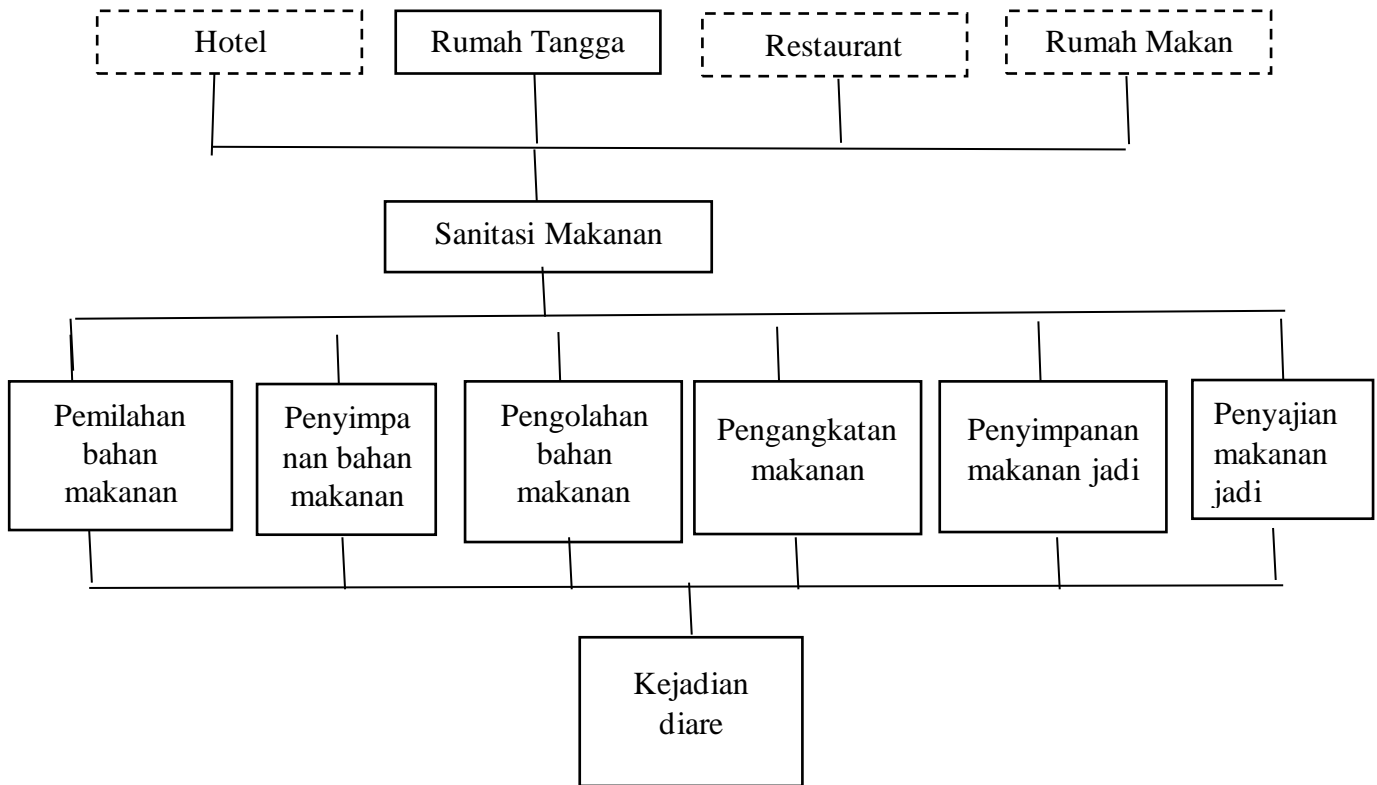 Hotel
Rumah Tangga
Restaurant
Rumah Makan
Sanitasi Makanan
Pemilahan
bahan
makanan
Penyimpa
nan bahan
makanan
Pengolahan
bahan
makanan
Pengangkatan
makanan
Penyimpanan
makanan jadi
Penyajian
makanan
jadi
Kejadian
diare